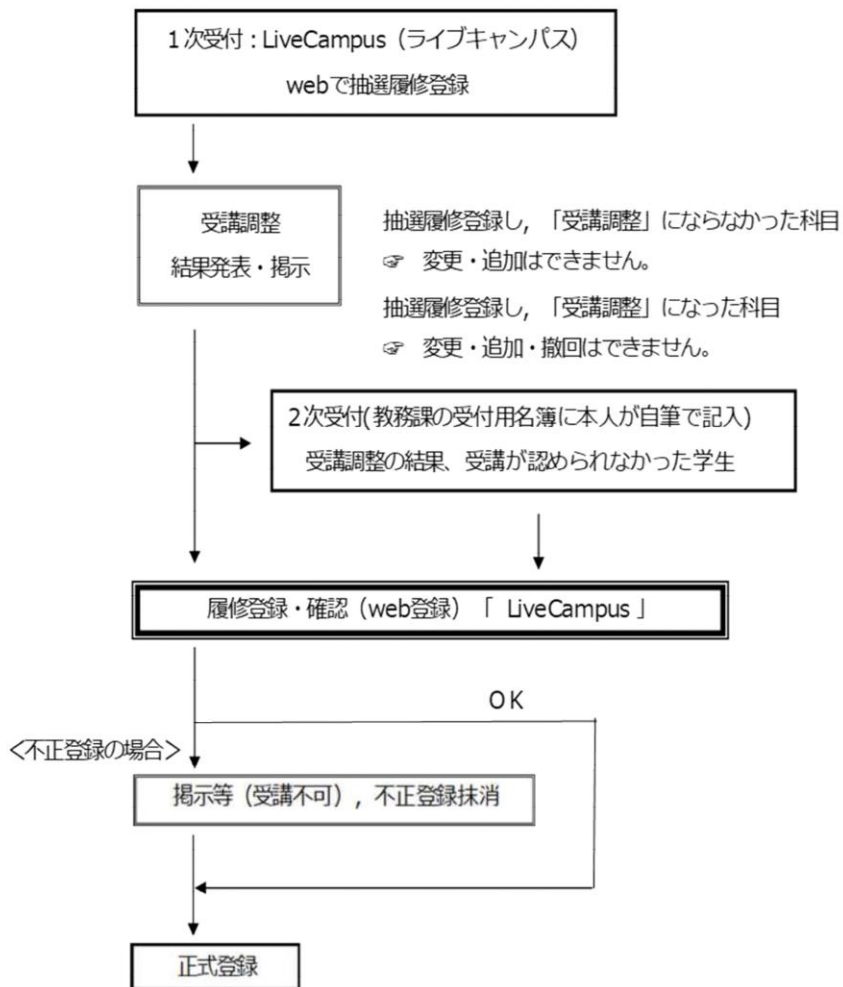 1次受付:LiveCampus(ライブキャンパス)
webで抽選履修登録
受講調整
結果発表・掲示
抽選履修登録し,「受講調整」にならなかった科目
☞ 変更・追加はできません。
抽選履修登録し,「受講調整」になった科目
☞ 変更・追加・撤回はできません。
2次受付(教務課の受付用名簿に本人が自筆で記入)
受講調整の結果、受講が認められなかった学生
履修登録・確認(web登録)「 LiveCampus 」
OK
<不正登録の場合>
掲示等(受講不可),不正登録抹消
正式登録